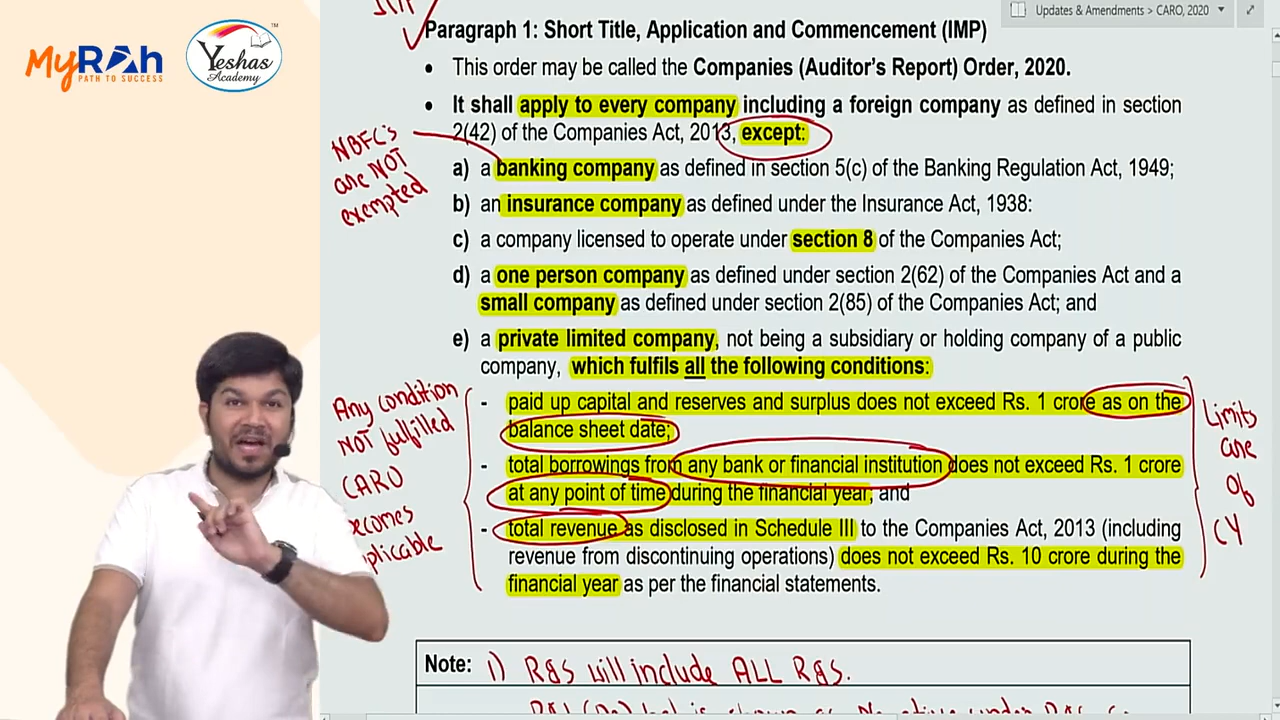 MyRAh
PATH TO SUCCESS
Yeshas
Academy
TM
Updates & Amendments > CARO, 2020
IMP
Paragraph 1: Short Title, Application and Commencement (IMP)
• This order may be called the Companies (Auditor's Report) Order, 2020.
• It shall apply to every company including a foreign company as defined in section
2(42) of the Companies Act, 2013, except:
NBFC's
are NOT
exempted
a) a banking company as defined in section 5(c) of the Banking Regulation Act, 1949;
b) an insurance company as defined under the Insurance Act, 1938:
c) a company licensed to operate under section 8 of the Companies Act;
d) a one person company as defined under section 2(62) of the Companies Act and a
small company as defined under section 2(85) of the Companies Act; and
e) a private limited company, not being a subsidiary or holding company of a public
company, which fulfils all the following conditions:
- paid up capital and reserves and surplus does not exceed Rs. 1 crore as on the
balance sheet date;
- total borrowings from any bank or financial institution does not exceed Rs. 1 crore
at any point of time during the financial year; and
- total revenue as disclosed in Schedule III to the Companies Act, 2013 (including
revenue from discontinuing operations) does not exceed Rs. 10 crore during the
financial year as per the financial statements.
Any condition
NOT fulfilled
CARO
ecomes
plicable
Limits
are
of
CY
Note: 1) R&S will include ALL R&S.